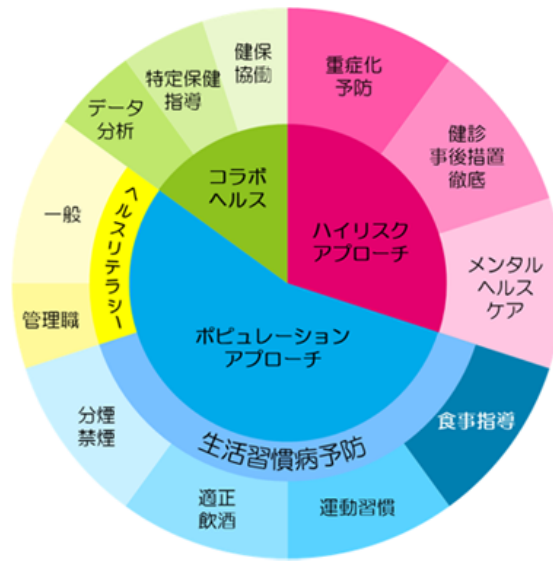 健保
協働
特定保健
指導
データ
分析
重症化
予防
健診
事後措置
徹底
メンタル
ヘルス
ケア
コラボ
ヘルス
ハイリスク
アプローチ
一般
管理職
ヘルスリテラシー
ポピュレーション
アプローチ
生活習慣病予防
分煙
禁煙
適正
飲酒
運動習慣
食事指導